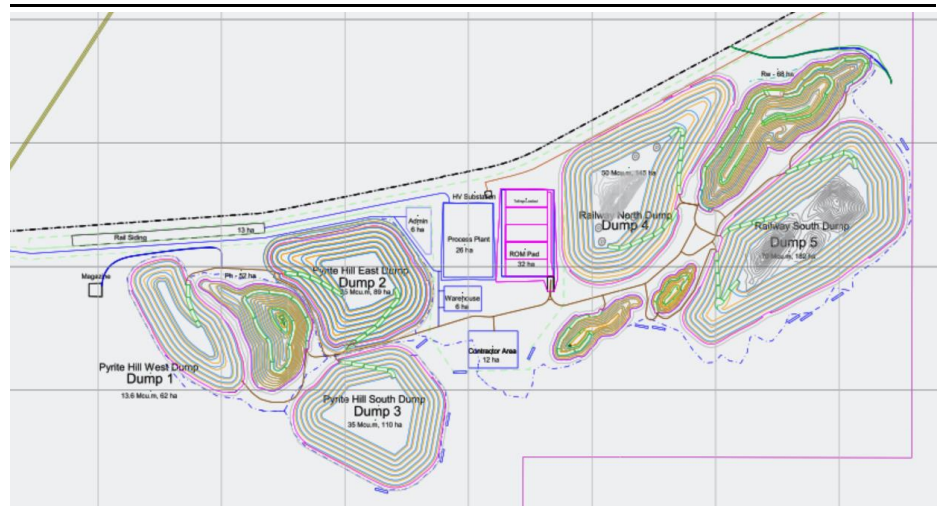 Rw - 68 ha
HV Substation
Admin
6 ha
Process Plant
26 ha
ROM Pad
32 ha
Railway North Dump
Dump 4
Railway South Dump
Dump 5
Rail Siding
13 ha
Magazine
Ph - 52 ha
Pyrite Hill East Dump
Dump 2
35 Mcu.m, 89 ha
Warehouse
6 ha
Contractor Area
12 ha
Pyrite Hill West Dump
Dump 1
13.6 Mcu.m, 62 ha
Pyrite Hill South Dump
Dump 3
35 Mcu.m, 110 ha